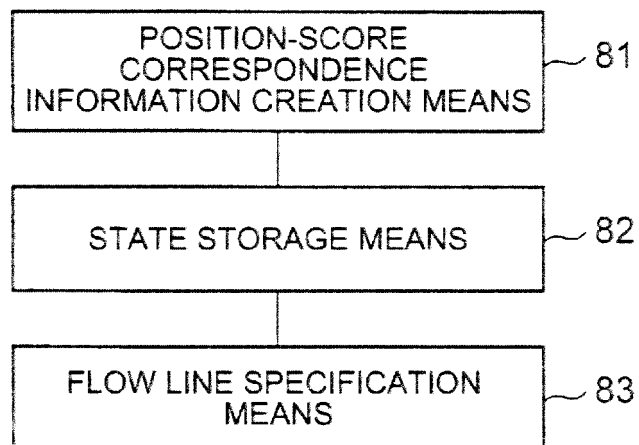 POSITION-SCORE
CORRESPONDENCE
INFORMATION CREATION MEANS
81
STATE STORAGE MEANS
82
FLOW LINE SPECIFICATION
MEANS
83